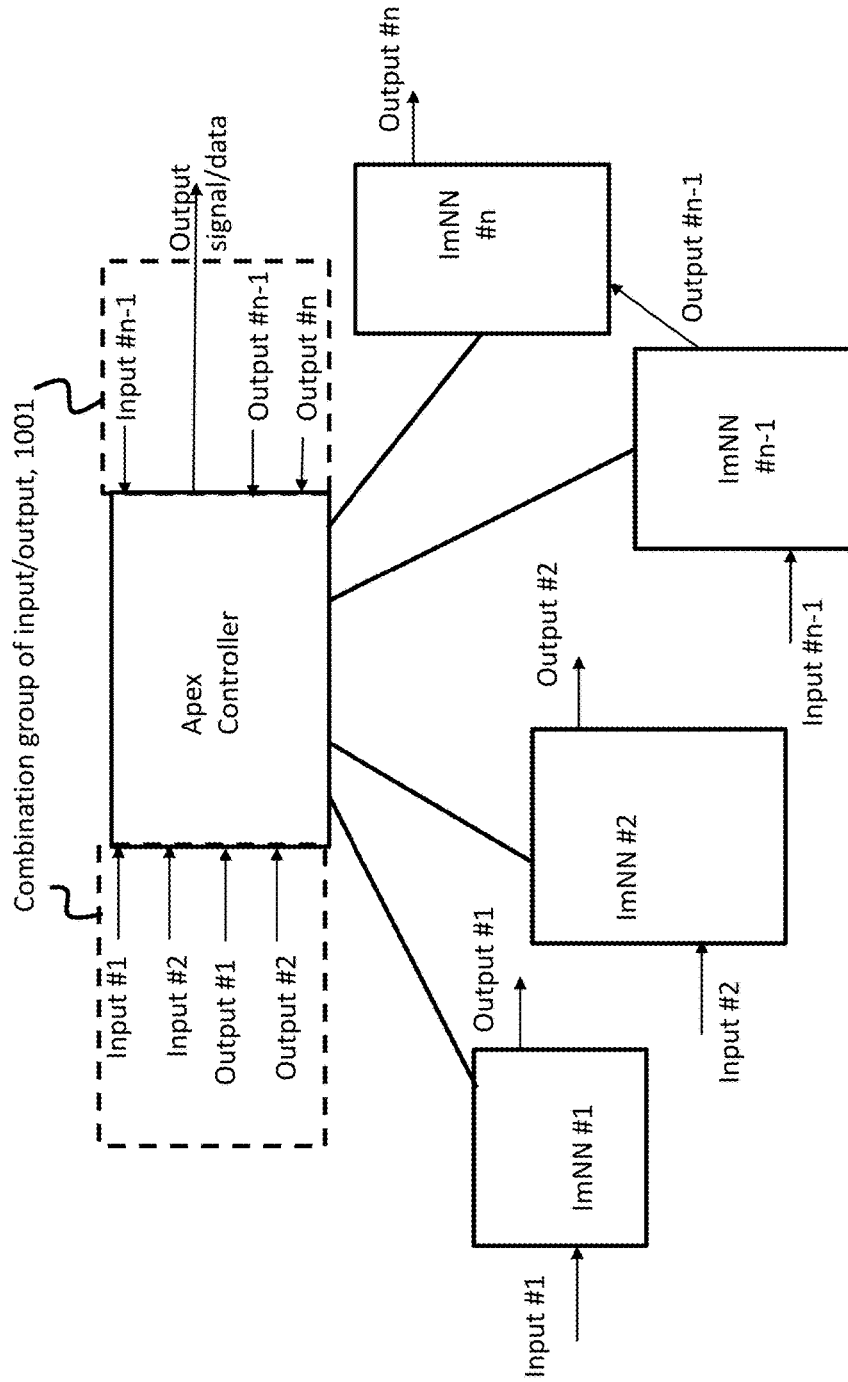 Combination group of input/output, 1001
Input #1
Input #2
Output #1
Output #2
Apex
Controller
Input #n-1
Output
signal/data
Output #n-1
Output #n
Input #1
ImNN #1
Output #1
Input #2
ImNN #2
Output #2
Input #n-1
ImNN
#n-1
Output #n-1
ImNN
#n
Output #n